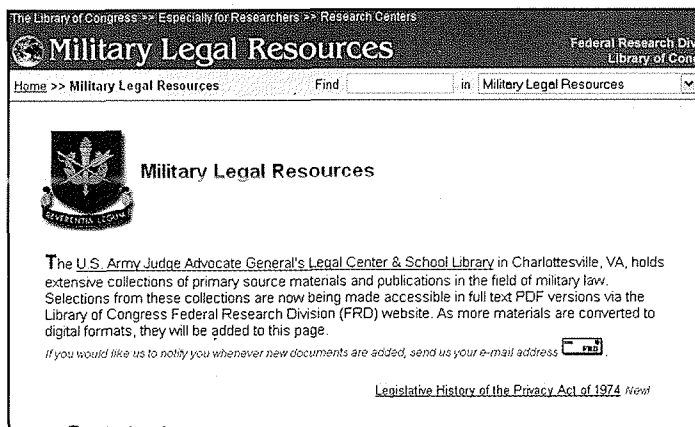 The Library of Congress >> Especially for Researchers >> Research Centers
Military Legal Resources
Federal Research Div
Library of Cong
Home >> Military Legal Resources Find in Military Legal Resources
REVERENTIA LEGUM
Military Legal Resources
The U.S. Army Judge Advocate General's Legal Center & School Library in Charlottesville, VA, holds
extensive collections of primary source materials and publications in the field of military law.
Selections from these collections are now being made accessible in full text PDF versions via the
Library of Congress Federal Research Division (FRD) website. As more materials are converted to
digital formats, they will be added to this page.
If you would like us to notify you whenever new documents are added, send us your e-mail address FRD .
Legislative History of the Privacy Act of 1974 New!